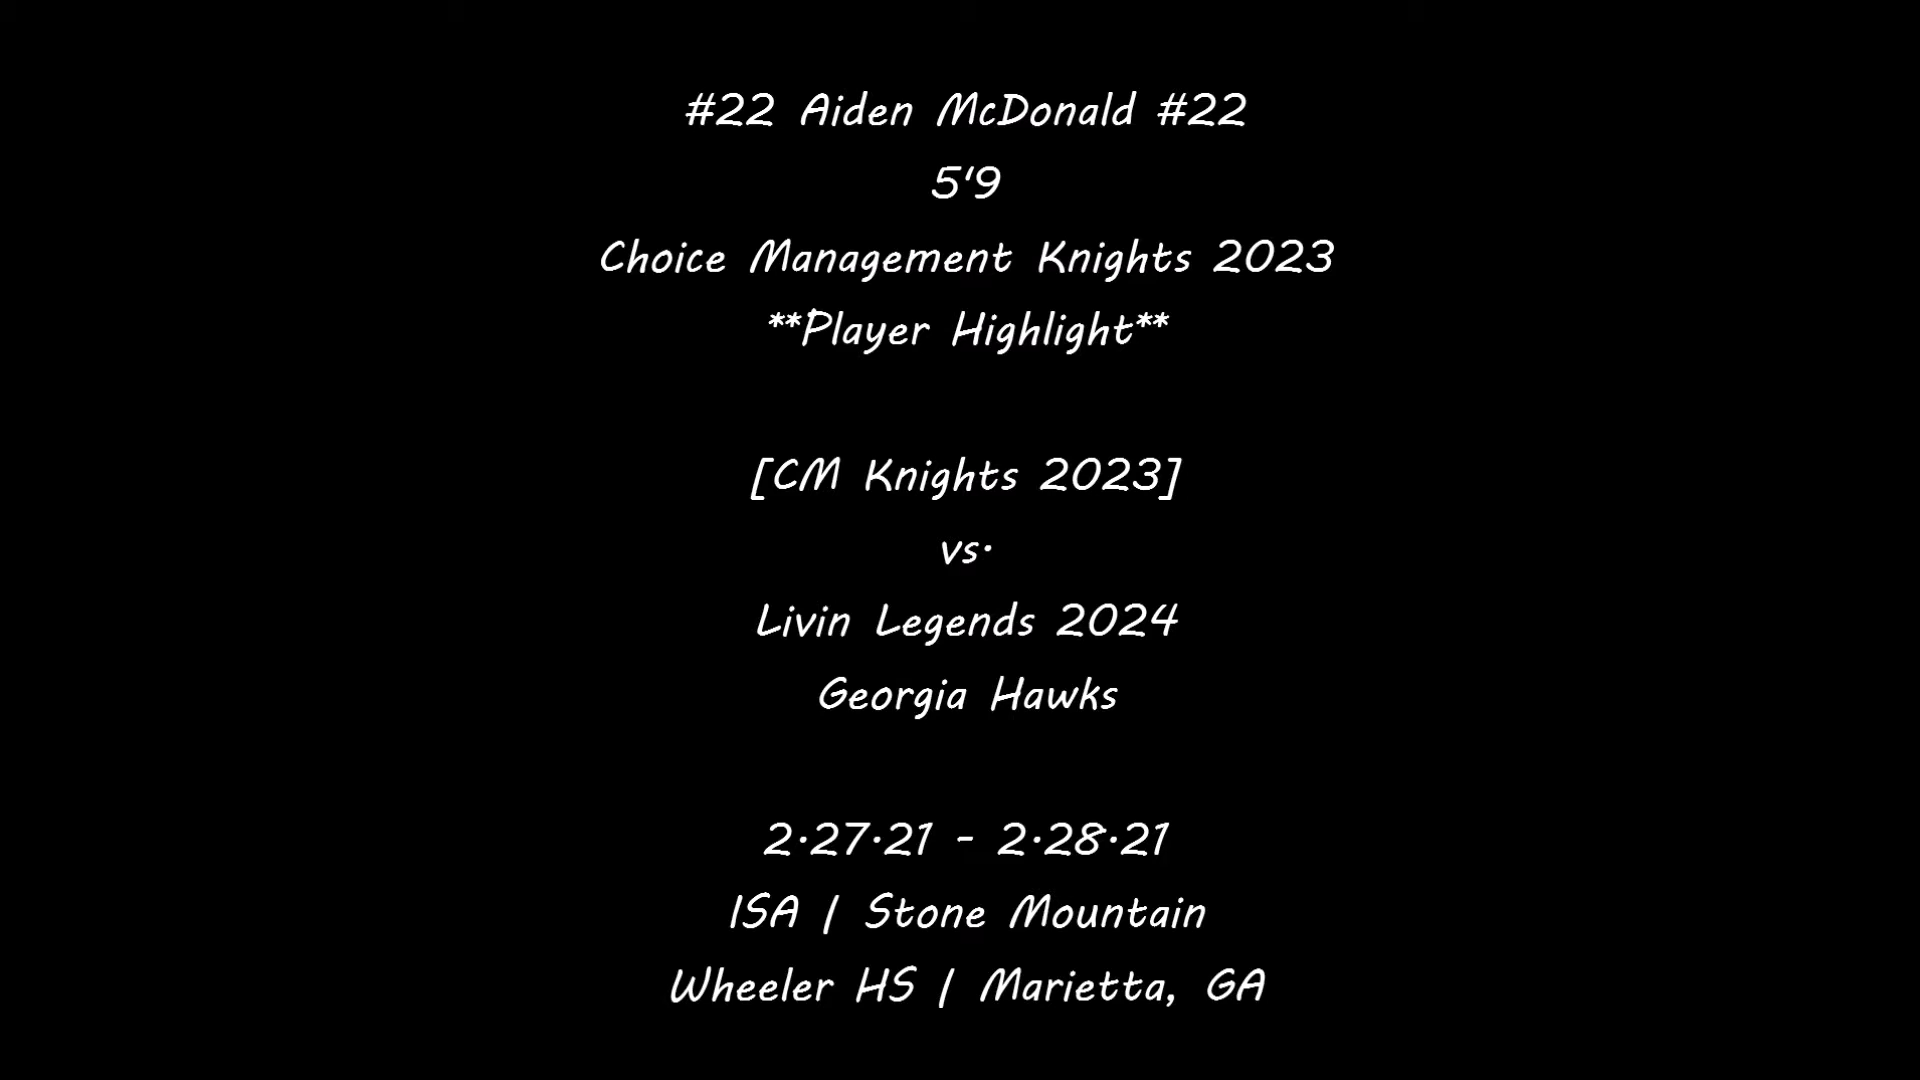 #22 Aiden McDonald #22
5'9
Choice Management Knights 2023
**Player Highlight**
[CM Knights 2023]
vs.
Livin Legends 2024
Georgia Hawks
2.27.21 - 2.28.21
ISA | Stone Mountain
Wheeler HS | Marietta, GA